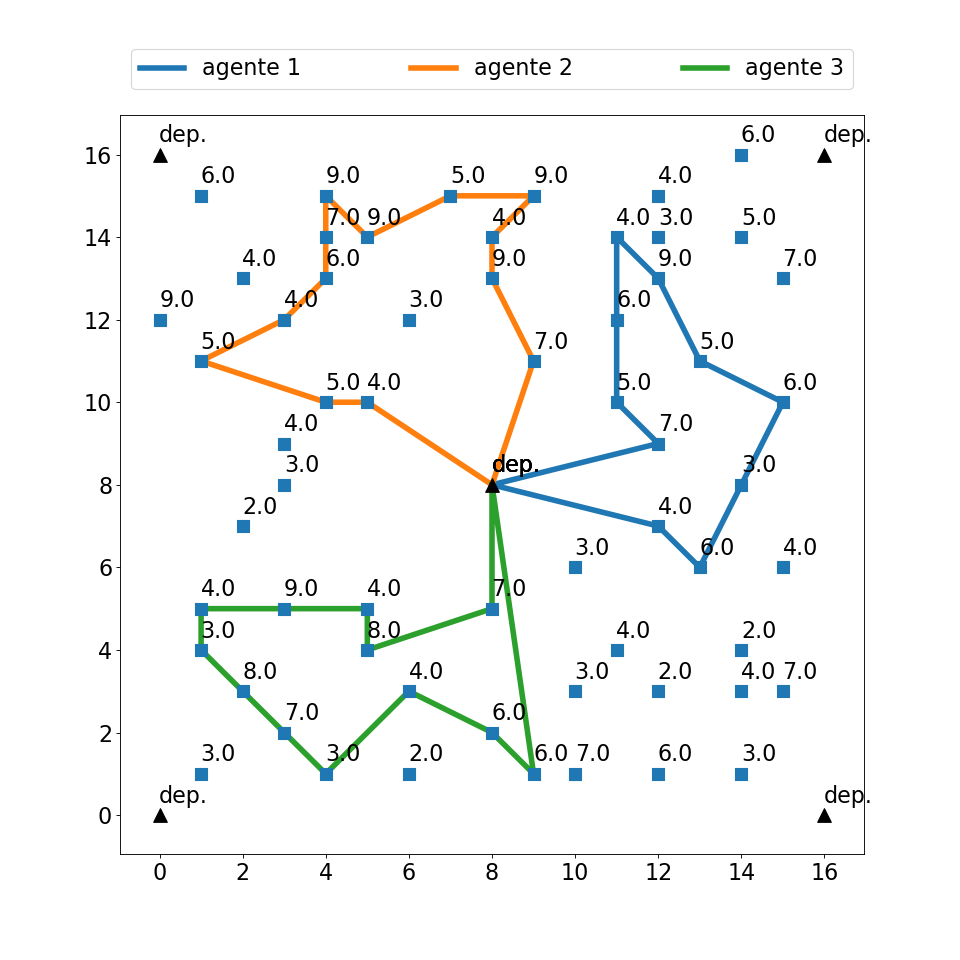 agente 1 agente 2 agente 3
dep. 6.0 dep.
16
6.0 9.0 5.0 9.0 4.0
7.0 9.0 4.0 4.0 3.0 5.0
14
4.0 6.0 9.0 9.0 7.0
9.0 4.0 3.0 6.0
12
5.0 7.0 5.0
5.0 4.0 5.0 6.0
10
4.0 7.0
3.0 dep. 3.0
8
2.0 4.0
3.0 6.0 4.0
6
4.0 9.0 4.0 7.0
3.0 8.0 4.0 2.0
4
8.0 4.0 3.0 2.0 4.0 7.0
7.0 6.0
2
3.0 3.0 2.0 6.0 7.0 6.0 3.0
dep. dep.
0
0 2 4 6 8 10 12 14 16